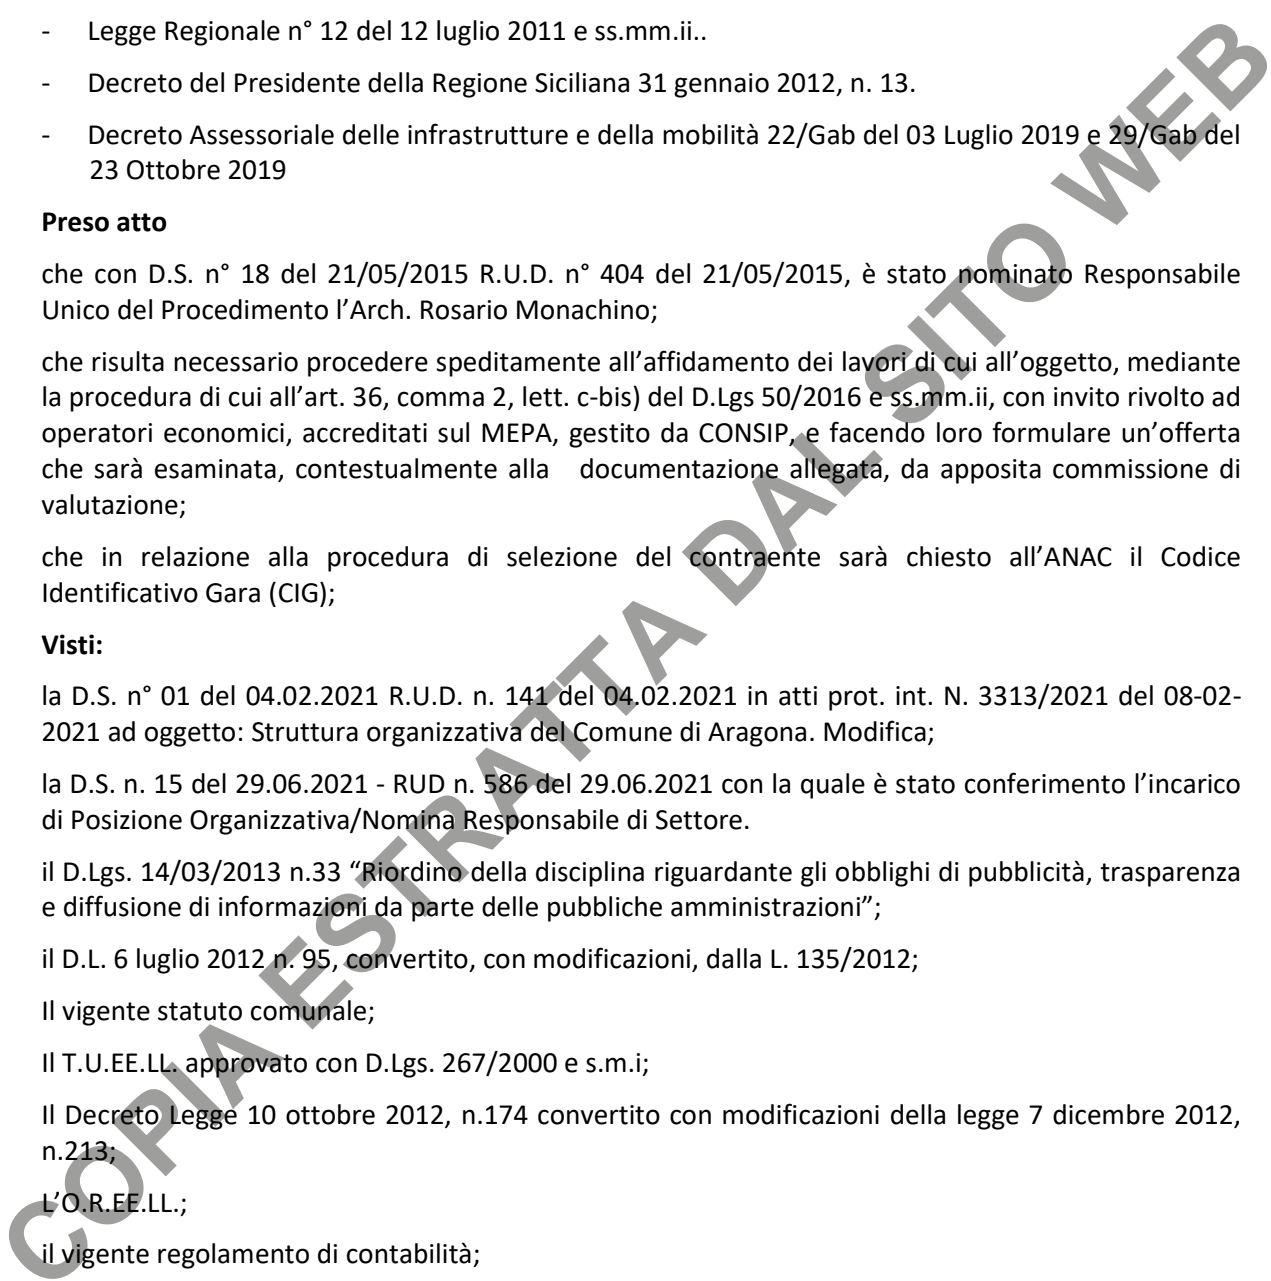 - Legge Regionale n° 12 del 12 luglio 2011 e ss.mm.ii..
- Decreto del Presidente della Regione Siciliana 31 gennaio 2012, n. 13.
- Decreto Assessoriale delle infrastrutture e della mobilità 22/Gab del 03 Luglio 2019 e 29/Gab del
23 Ottobre 2019
Preso atto
che con D.S. n° 18 del 21/05/2015 R.U.D. n° 404 del 21/05/2015, è stato nominato Responsabile
Unico del Procedimento l’Arch. Rosario Monachino;
che risulta necessario procedere speditamente all’affidamento dei lavori di cui all’oggetto, mediante
la procedura di cui all’art. 36, comma 2, lett. c-bis) del D.Lgs 50/2016 e ss.mm.ii, con invito rivolto ad
operatori economici, accreditati sul MEPA, gestito da CONSIP, e facendo loro formulare un’offerta
che sarà esaminata, contestualmente alla documentazione allegata, da apposita commissione di
valutazione;
che in relazione alla procedura di selezione del contraente sarà chiesto all’ANAC il Codice
Identificativo Gara (CIG);
Visti:
la D.S. n° 01 del 04.02.2021 R.U.D. n. 141 del 04.02.2021 in atti prot. int. N. 3313/2021 del 08-02-
2021 ad oggetto: Struttura organizzativa del Comune di Aragona. Modifica;
la D.S. n. 15 del 29.06.2021 - RUD n. 586 del 29.06.2021 con la quale è stato conferimento l’incarico
di Posizione Organizzativa/Nomina Responsabile di Settore.
il D.Lgs. 14/03/2013 n.33 “Riordino della disciplina riguardante gli obblighi di pubblicità, trasparenza
e diffusione di informazioni da parte delle pubbliche amministrazioni”;
il D.L. 6 luglio 2012 n. 95, convertito, con modificazioni, dalla L. 135/2012;
Il vigente statuto comunale;
Il T.U.EE.LL. approvato con D.Lgs. 267/2000 e s.m.i;
Il Decreto Legge 10 ottobre 2012, n.174 convertito con modificazioni della legge 7 dicembre 2012,
n.213;
L’O.R.EE.LL.;
il vigente regolamento di contabilità;
COPIA ESTRATTA DAL SITO WEB